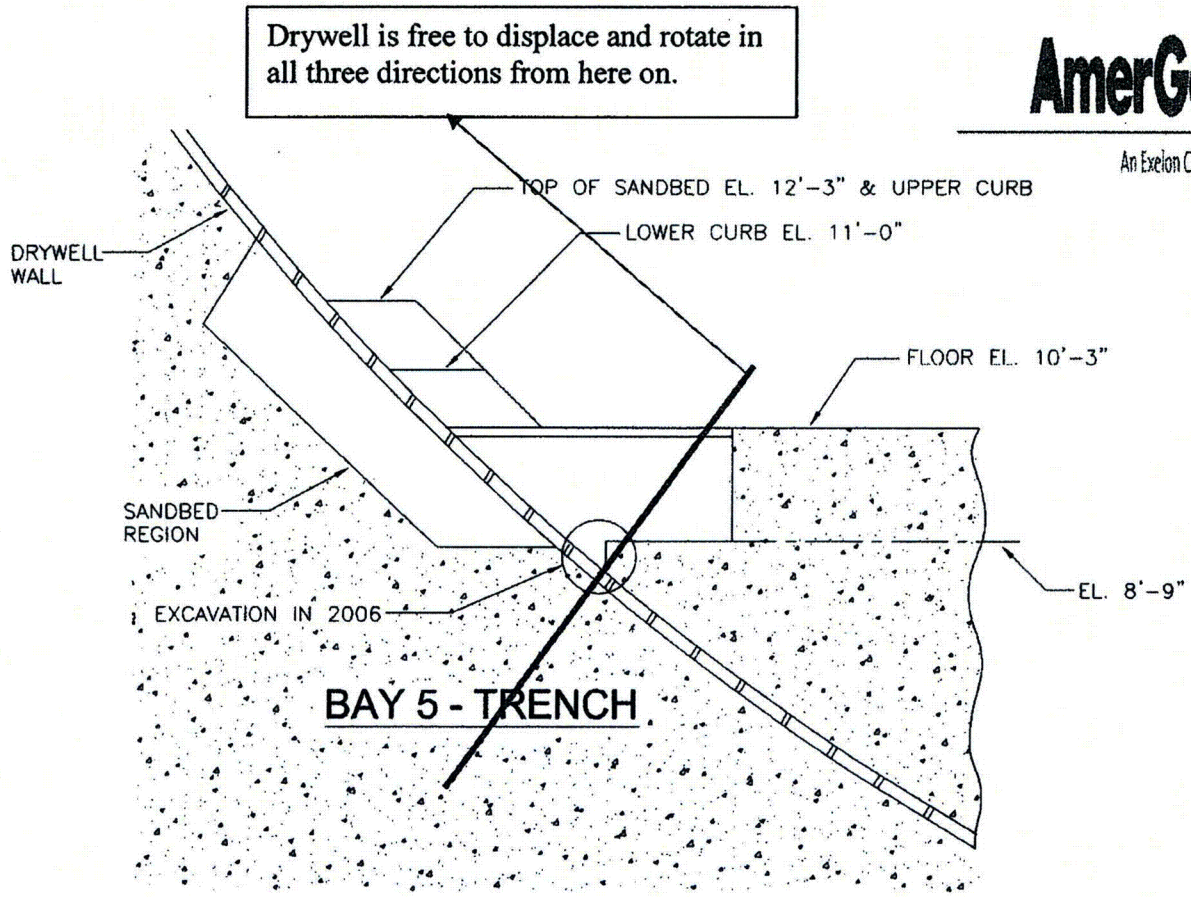 Drywell is free to displace and rotate in
all three directions from here on.
AmerG
An Exelon C
TOP OF SANDBED EL. 12'-3" & UPPER CURB
LOWER CURB EL. 11'-0"
DRYWELL
WALL
FLOOR EL. 10'-3"
SANDBED
REGION
EL. 8'-9"
EXCAVATION IN 2006
BAY 5 - TRENCH